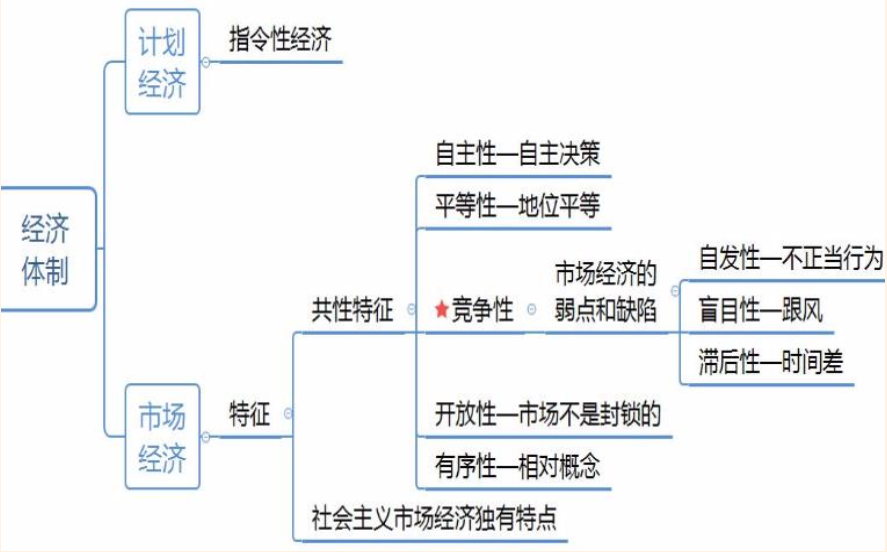 计划
经济
指令性经济
自主性—自主决策
平等性—地位平等
经济
体制
市场经济的
弱点和缺陷
自发性—不正当行为
共性特征
竞争性
盲目性—跟风
滞后性—时间差
市场
经济
特征
开放性—市场不是封锁的
有序性—相对概念
社会主义市场经济独有特点